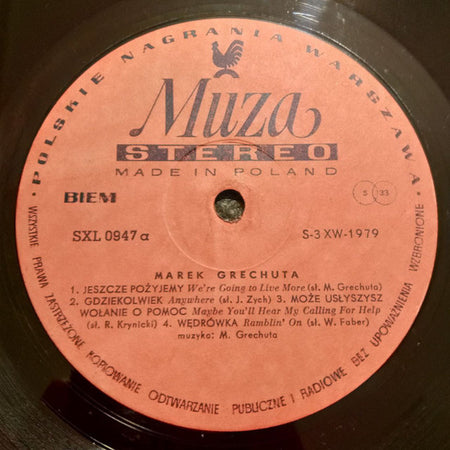 · POLSKIE NAGRANIA WARSZAWA ·
Muza
STEREO
MADE IN POLAND
BIEM
S 33
SXL 0947 a
S-3 XW-1979
MAREK GRECHUTA
1. JESZCZE POŻYJEMY We're Going to Live More (sł. M. Grechuta)
2. GDZIEKOLWIEK Anywhere (sł. J. Zych) 3. MOŻE USŁYSZYSZ
WOŁANIE O POMOC Maybe You'll Hear My Calling For Help
(sł. R. Krynicki) 4. WĘDRÓWKA Ramblin' On (sł. W. Faber)
muzyka: M. Grechuta
· WSZYSTKIE PRAWA ZASTRZEŻONE KOPIOWANIE ODTWARZANIE PUBLICZNE I RADIOWE BEZ UPOWAŻNIENIA WZBRONIONE ·